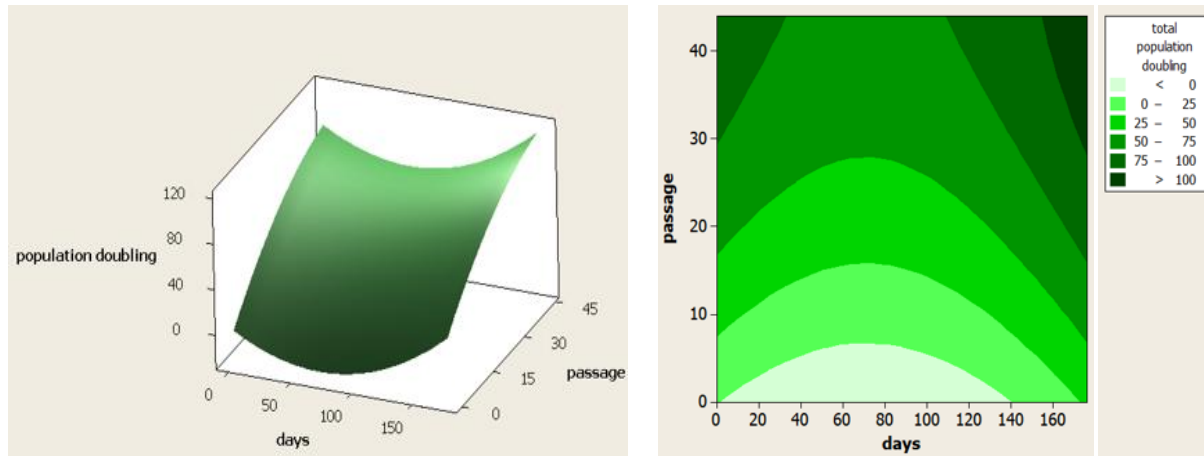 120
80
population doubling
40
0
45
30
15
passage
0
0
50
100
150
days
40
30
passage
20
10
0
0 20 40 60 80 100 120 140 160
days
total
population
doubling
< 0
0 – 25
25 – 50
50 – 75
75 – 100
> 100